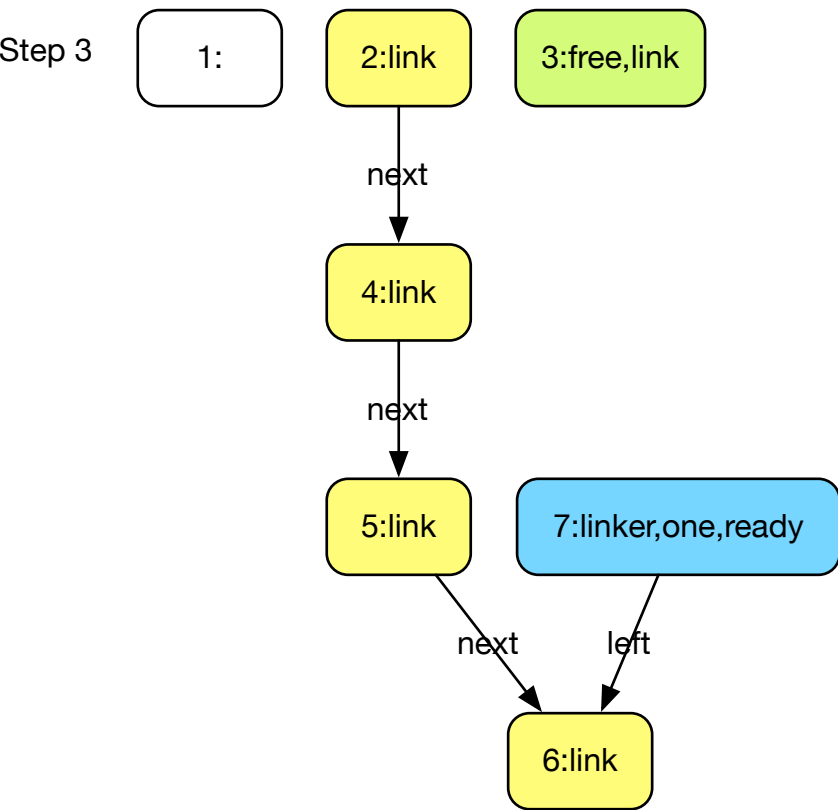 Step 3
1:
2:link
3:free,link
next
4:link
next
5:link
7:linker,one,ready
next
left
6:link